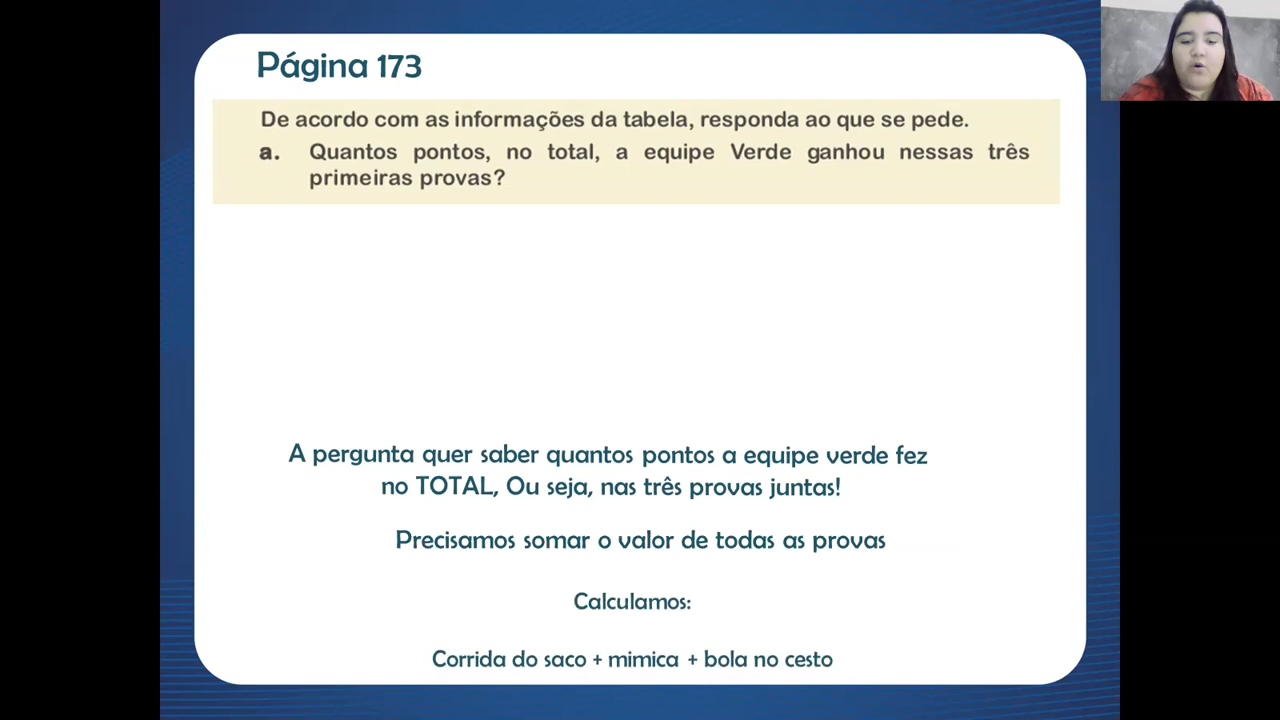 Página 173
De acordo com as informações da tabela, responda ao que se pede.
a. Quantos pontos, no total, a equipe Verde ganhou nessas três
primeiras provas?
A pergunta quer saber quantos pontos a equipe verde fez
no TOTAL, Ou seja, nas três provas juntas!
Precisamos somar o valor de todas as provas
Calculamos:
Corrida do saco + mimica + bola no cesto